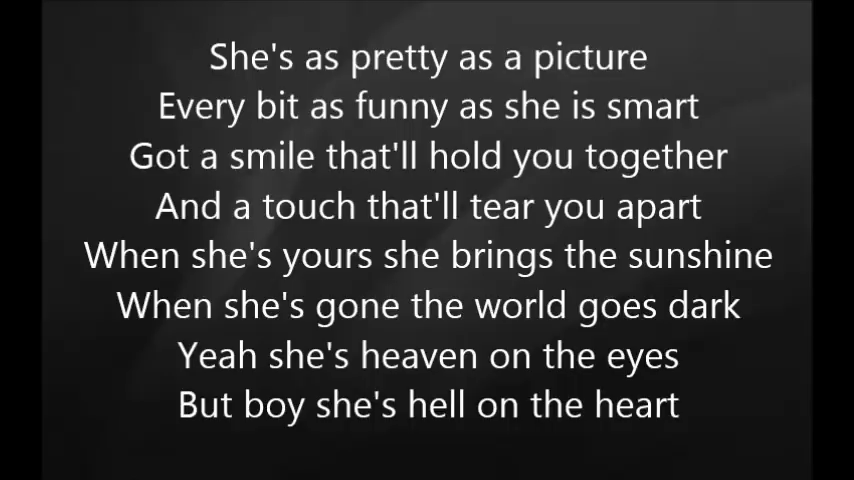 She's as pretty as a picture
Every bit as funny as she is smart
Got a smile that'll hold you together
And a touch that'll tear you apart
When she's yours she brings the sunshine
When she's gone the world goes dark
Yeah she's heaven on the eyes
But boy she's hell on the heart